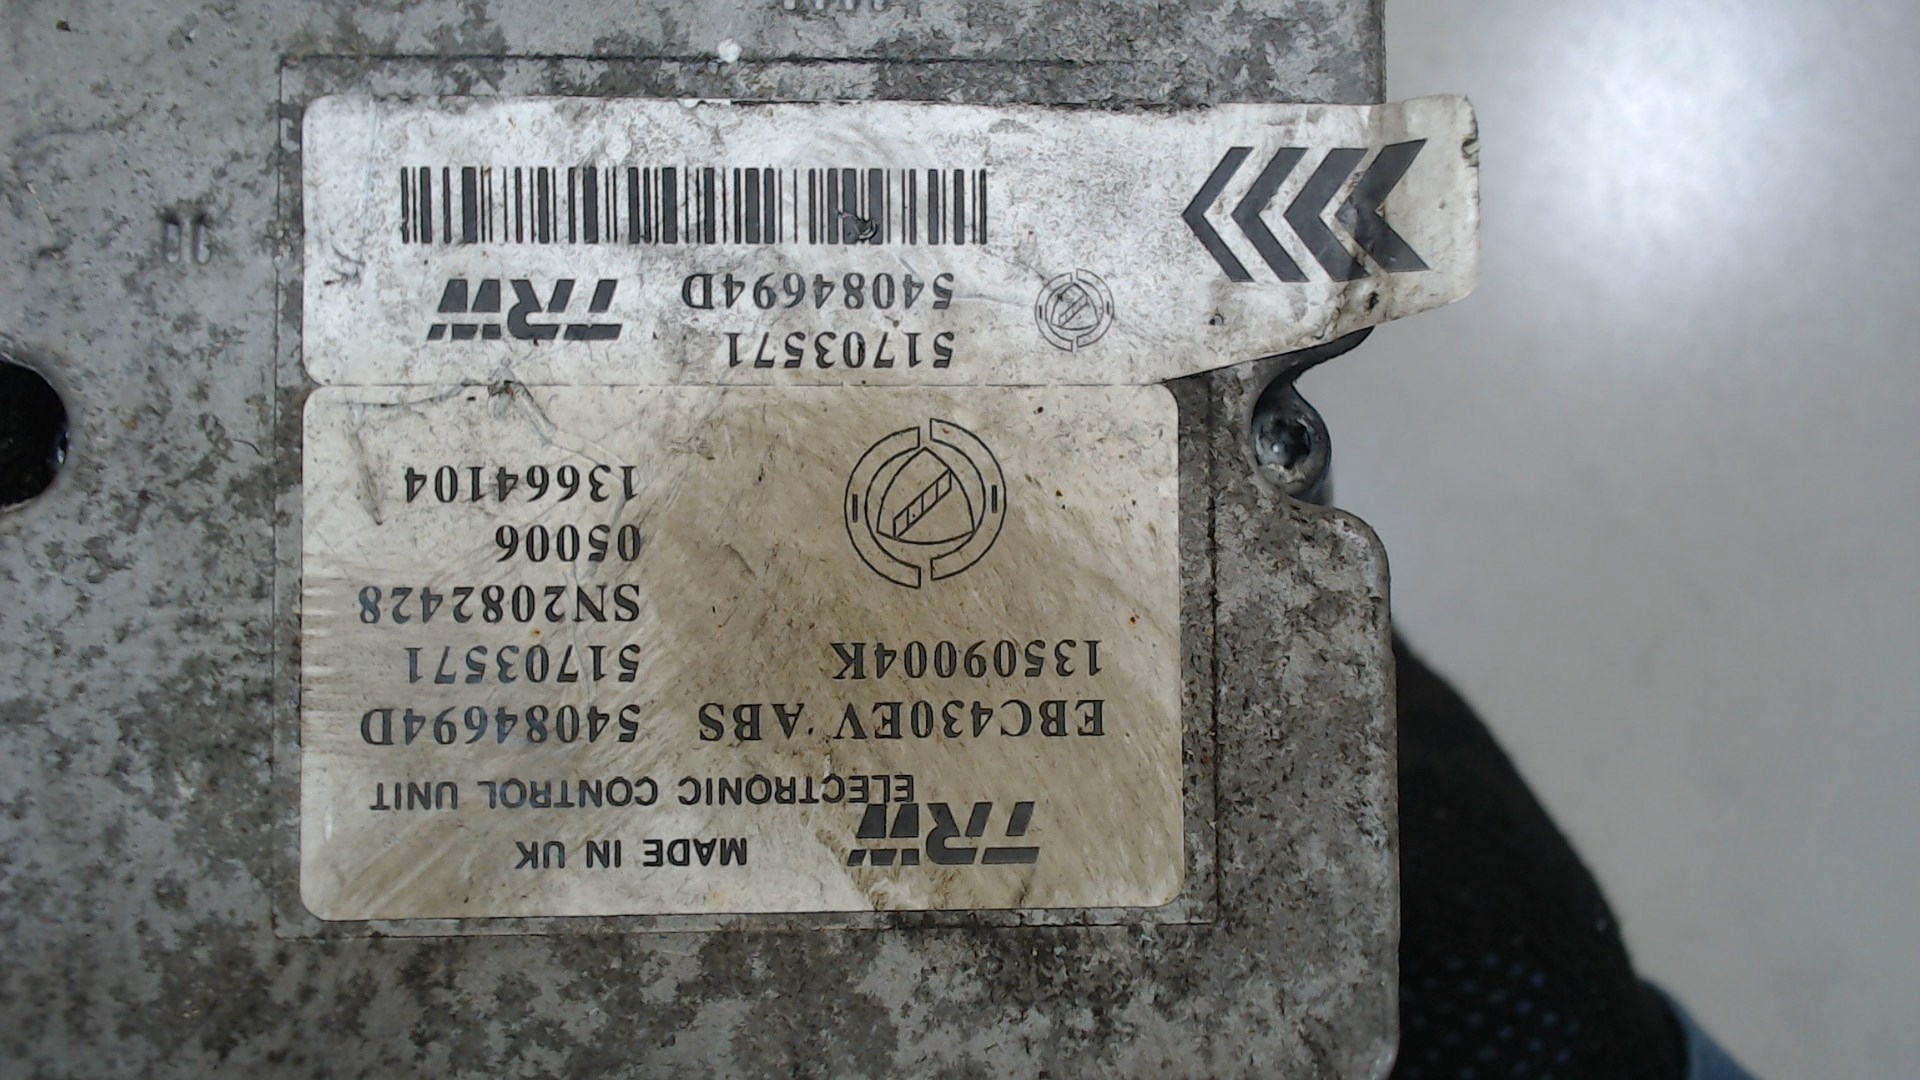 TRW
MADE IN UK
ELECTRONIC CONTROL UNIT
EBC430EV ABS 54084694D
13509004K 51703571
SN2082428
05006
13664104
51703571
54084694D
TRW